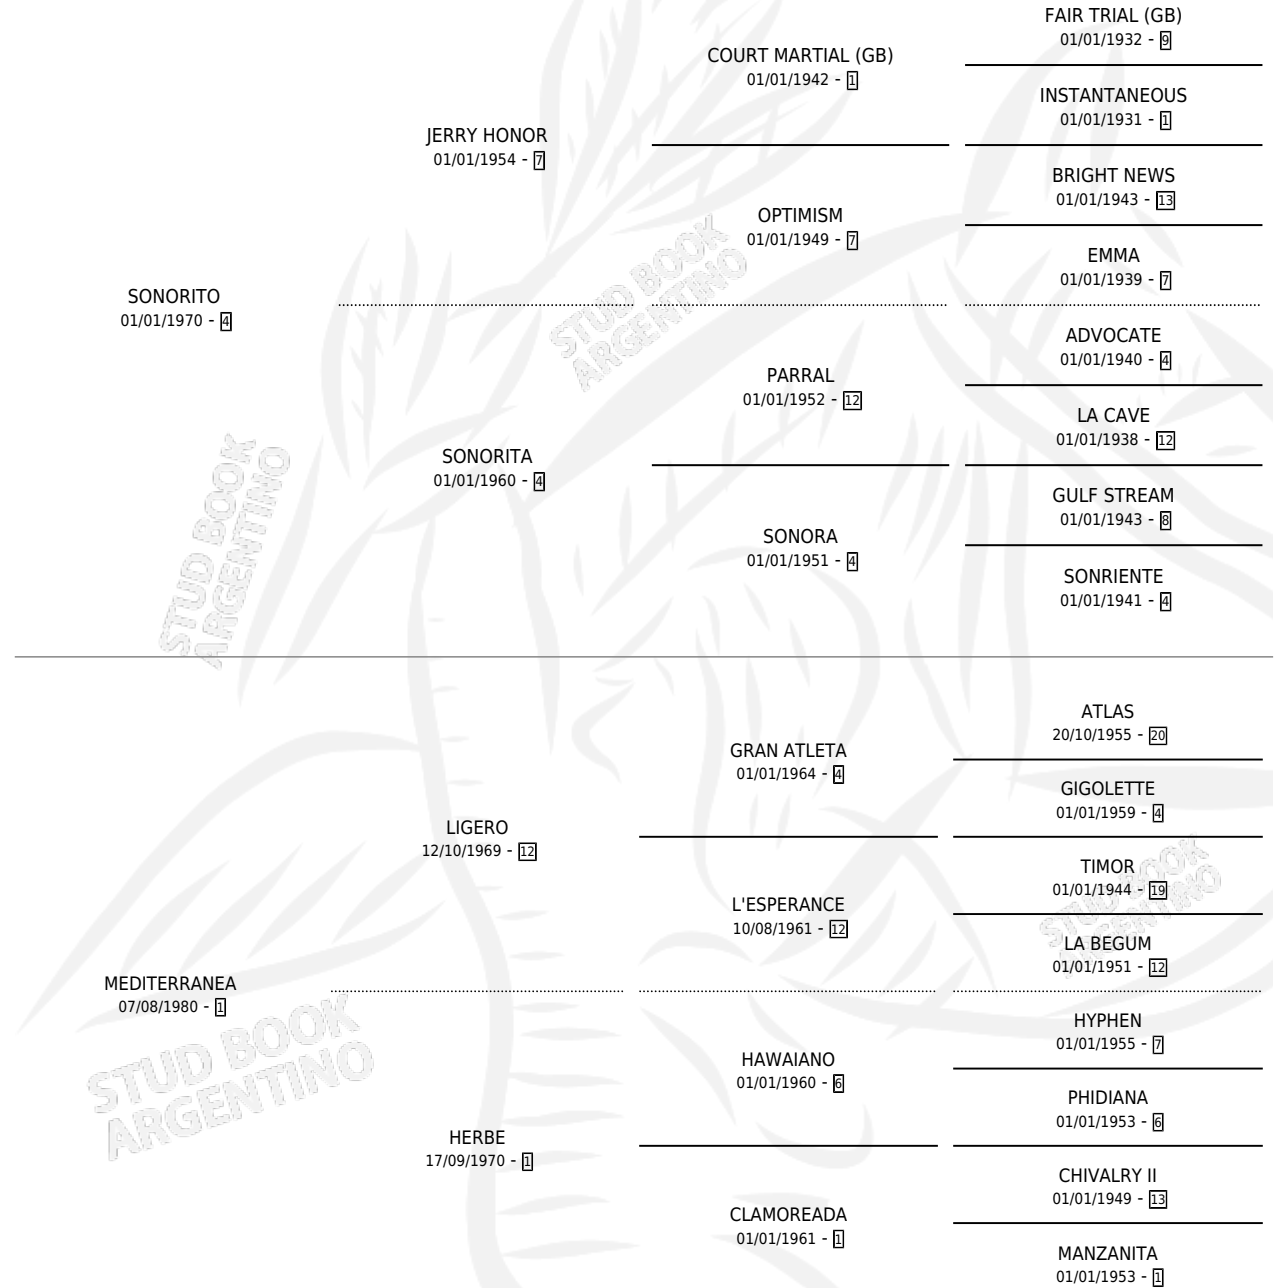 FAIR TRIAL (GB)
01/01/1932 - 9
COURT MARTIAL (GB)
01/01/1942 - 1
INSTANTANEOUS
01/01/1931 - 1
JERRY HONOR
01/01/1954 - 7
BRIGHT NEWS
01/01/1943 - 13
OPTIMISM
01/01/1949 - 7
EMMA
01/01/1939 - 7
SONORITO
01/01/1970 - 4
ADVOCATE
01/01/1940 - 4
PARRAL
01/01/1952 - 12
LA CAVE
01/01/1938 - 12
SONORITA
01/01/1960 - 4
GULF STREAM
01/01/1943 - 8
SONORA
01/01/1951 - 4
SONRIENTE
01/01/1941 - 4
STUD BOOK
ARGENTINO
STUD BOOK
ARGENTINO
ATLAS
20/10/1955 - 20
GRAN ATLETA
01/01/1964 - 4
GIGOLETTE
01/01/1959 - 4
LIGERO
12/10/1969 - 12
TIMOR
01/01/1944 - 19
L'ESPERANCE
10/08/1961 - 12
LA BEGUM
01/01/1951 - 12
STUD BOOK
ARGENTINO
MEDITERRANEA
07/08/1980 - 1
HYPHEN
01/01/1955 - 7
HAWAIANO
01/01/1960 - 6
PHIDIANA
01/01/1953 - 6
STUD BOOK
ARGENTINO
HERBE
17/09/1970 - 1
CHIVALRY II
01/01/1949 - 13
CLAMOREADA
01/01/1961 - 1
MANZANITA
01/01/1953 - 1